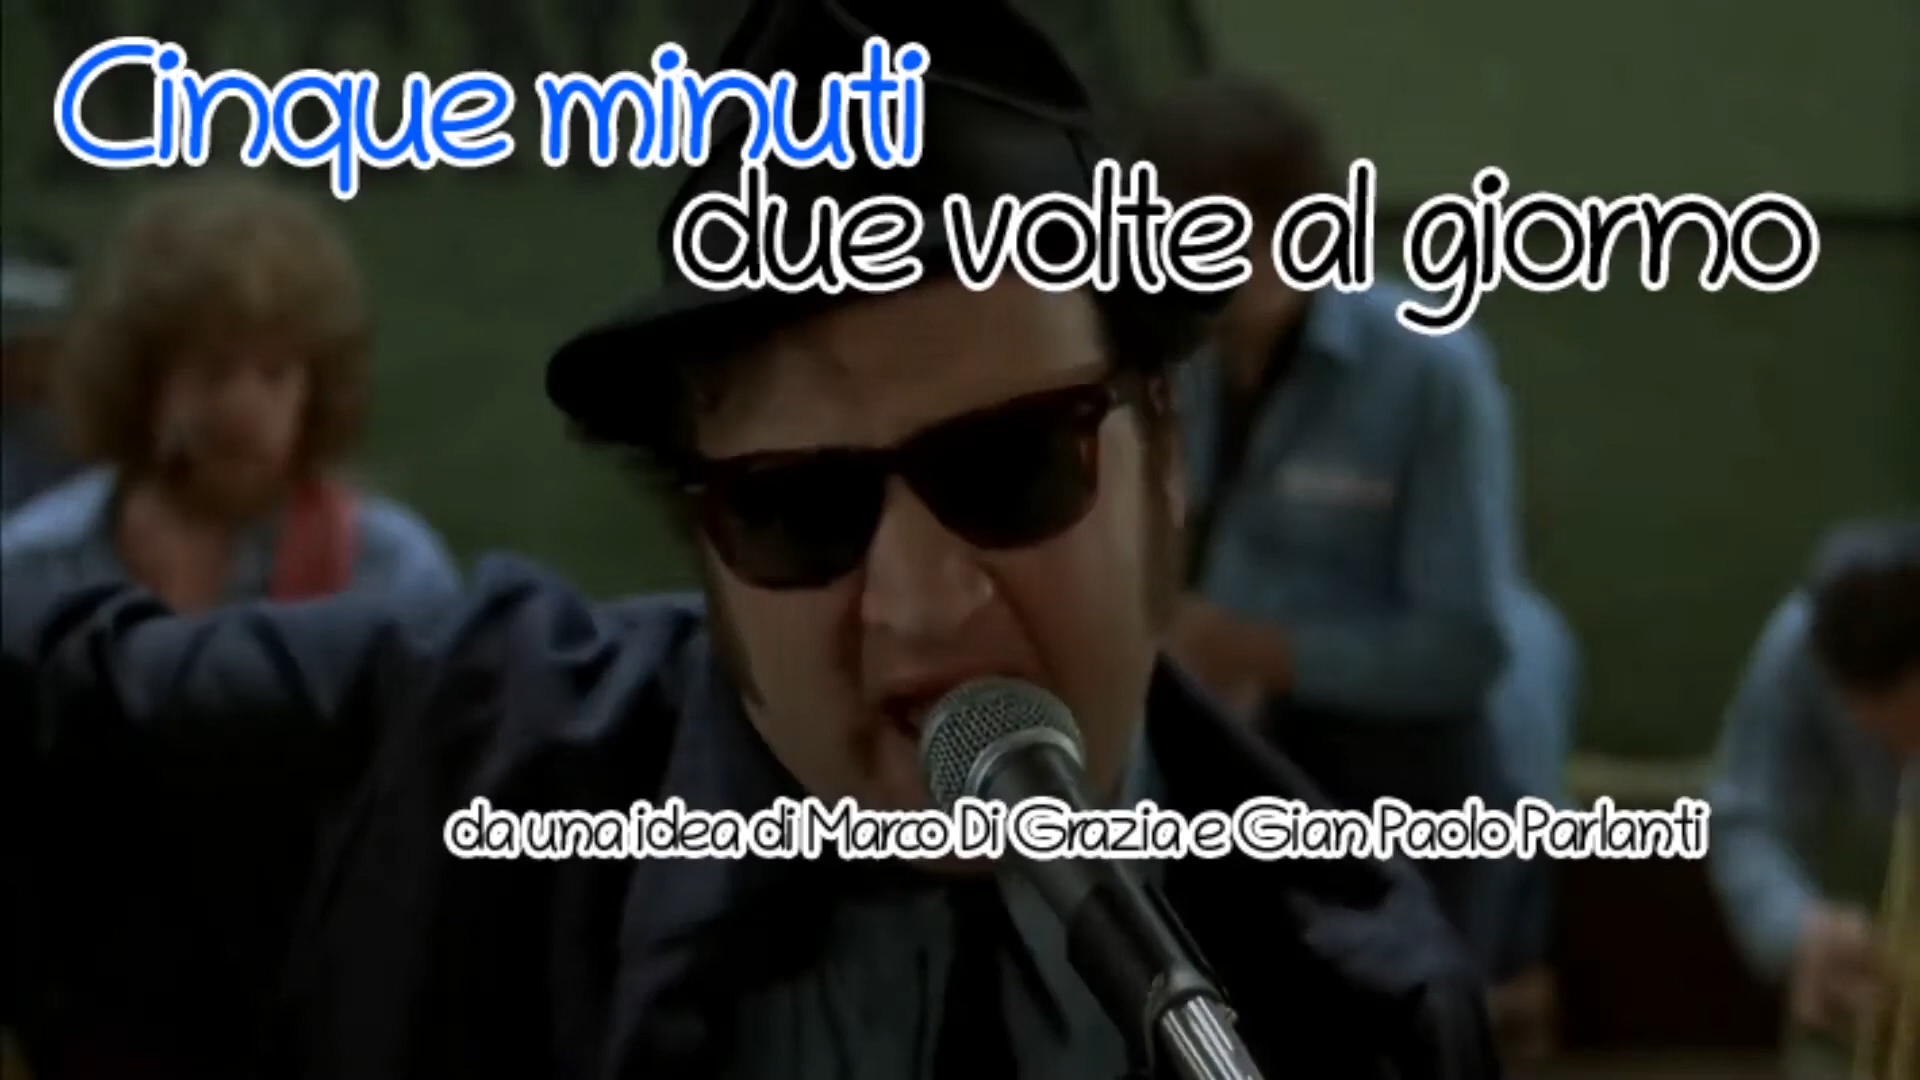 Cinque minuti
due volte al giorno
da una idea di Marco Di Grazia e Gian Paolo Parlanti